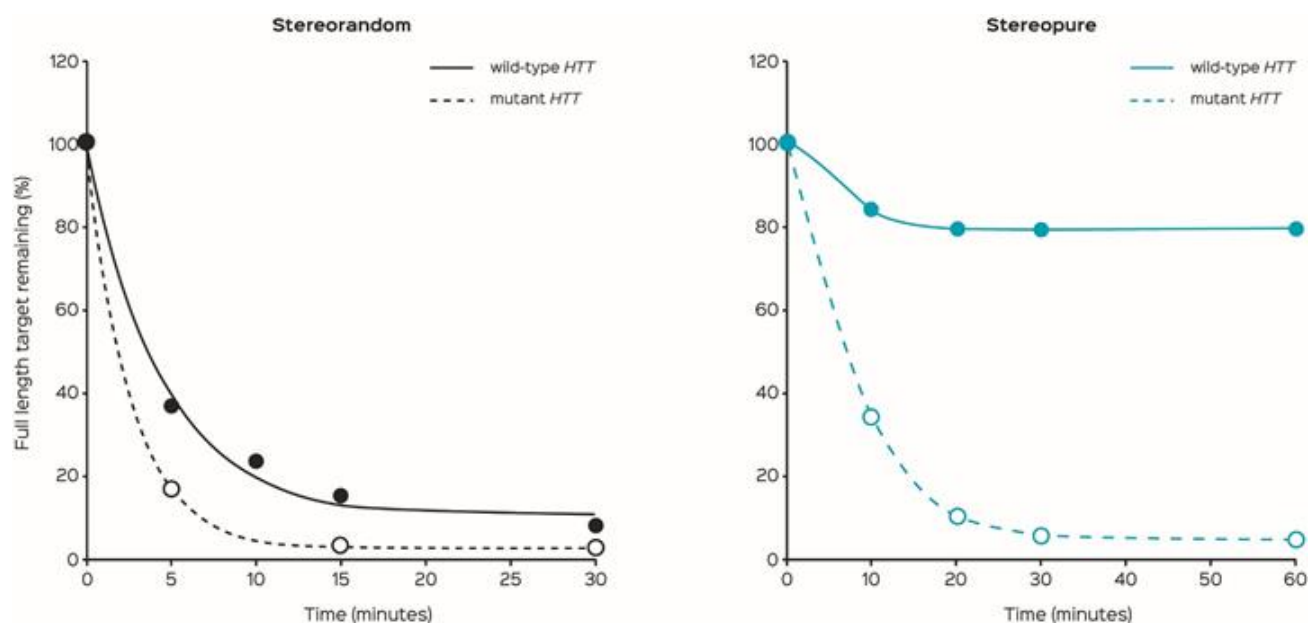 Stereorandom
wild-type HTT
mutant HTT
Full length target remaining (%)
120
100
80
60
40
20
0
0 5 10 15 20 25 30
Time (minutes)
Stereopure
wild-type HTT
mutant HTT
120
100
80
60
40
20
0
0 10 20 30 40 50 60
Time (minutes)